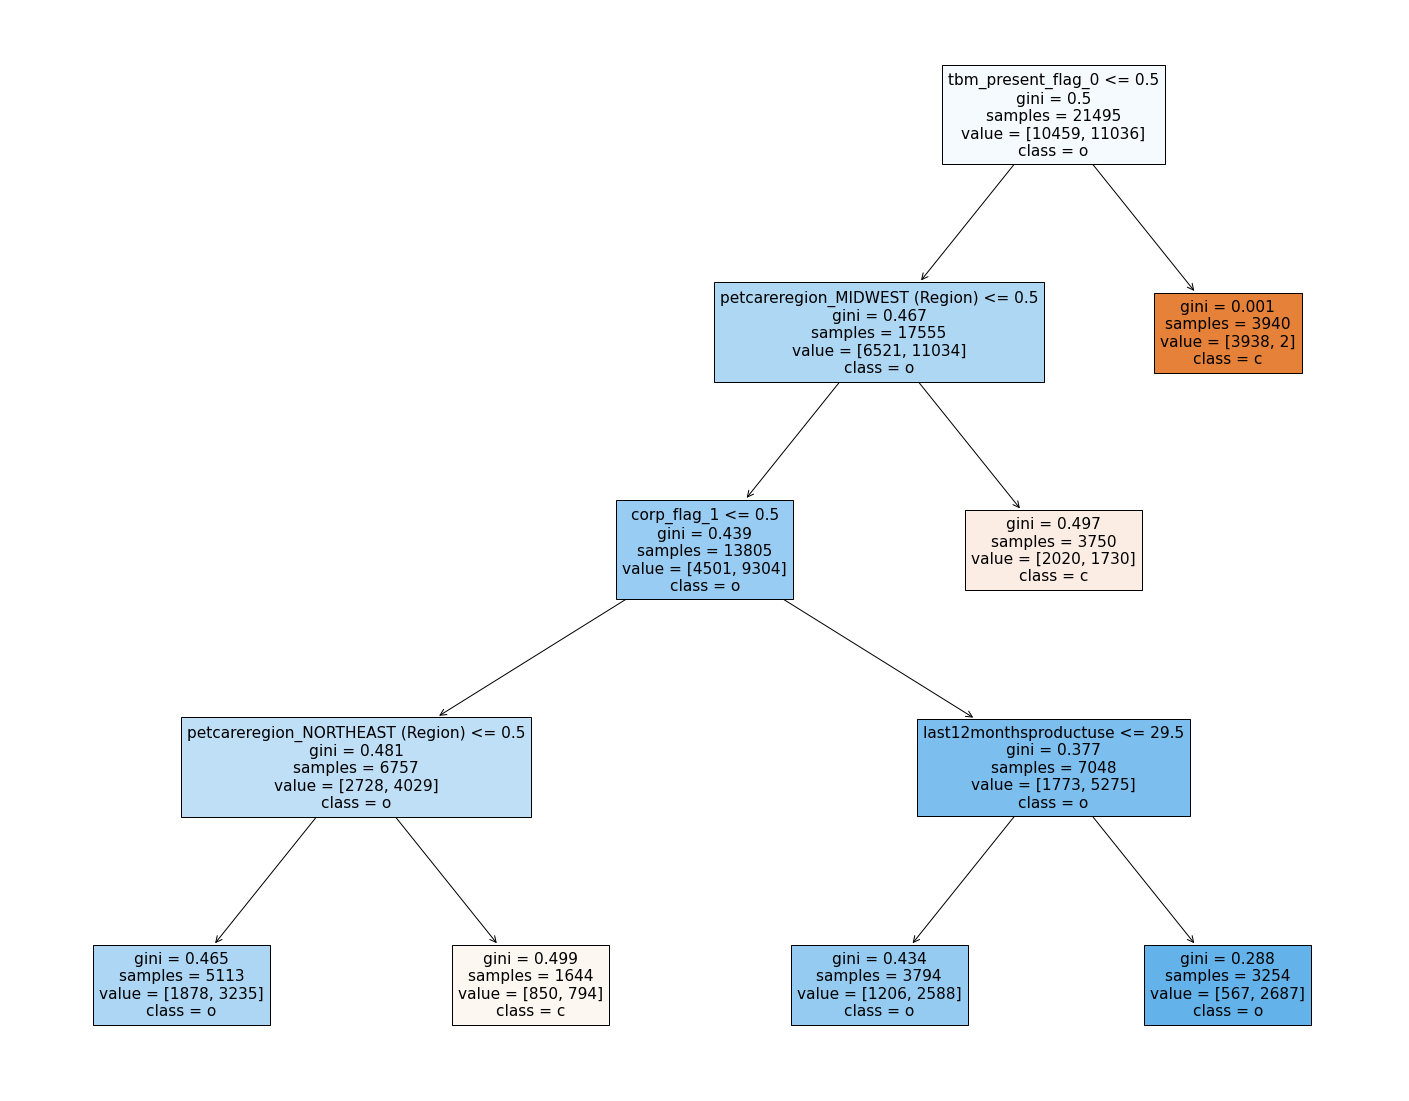 tbm_present_flag_0 <= 0.5
gini = 0.5
samples = 21495
value = [10459, 11036]
class = o
petcareregion_MIDWEST (Region) <= 0.5
gini = 0.467
samples = 17555
value = [6521, 11034]
class = o
gini = 0.001
samples = 3940
value = [3938, 2]
class = c
corp_flag_1 <= 0.5
gini = 0.439
samples = 13805
value = [4501, 9304]
class = o
gini = 0.497
samples = 3750
value = [2020, 1730]
class = c
petcareregion_NORTHEAST (Region) <= 0.5
gini = 0.481
samples = 6757
value = [2728, 4029]
class = o
last12monthsproductuse <= 29.5
gini = 0.377
samples = 7048
value = [1773, 5275]
class = o
gini = 0.465
samples = 5113
value = [1878, 3235]
class = o
gini = 0.499
samples = 1644
value = [850, 794]
class = c
gini = 0.434
samples = 3794
value = [1206, 2588]
class = o
gini = 0.288
samples = 3254
value = [567, 2687]
class = o